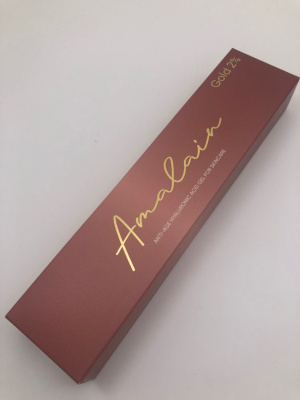 Gold 2%
Amalain
ANTI-AGE HYALURONIC ACID GEL FOR SKINCARE